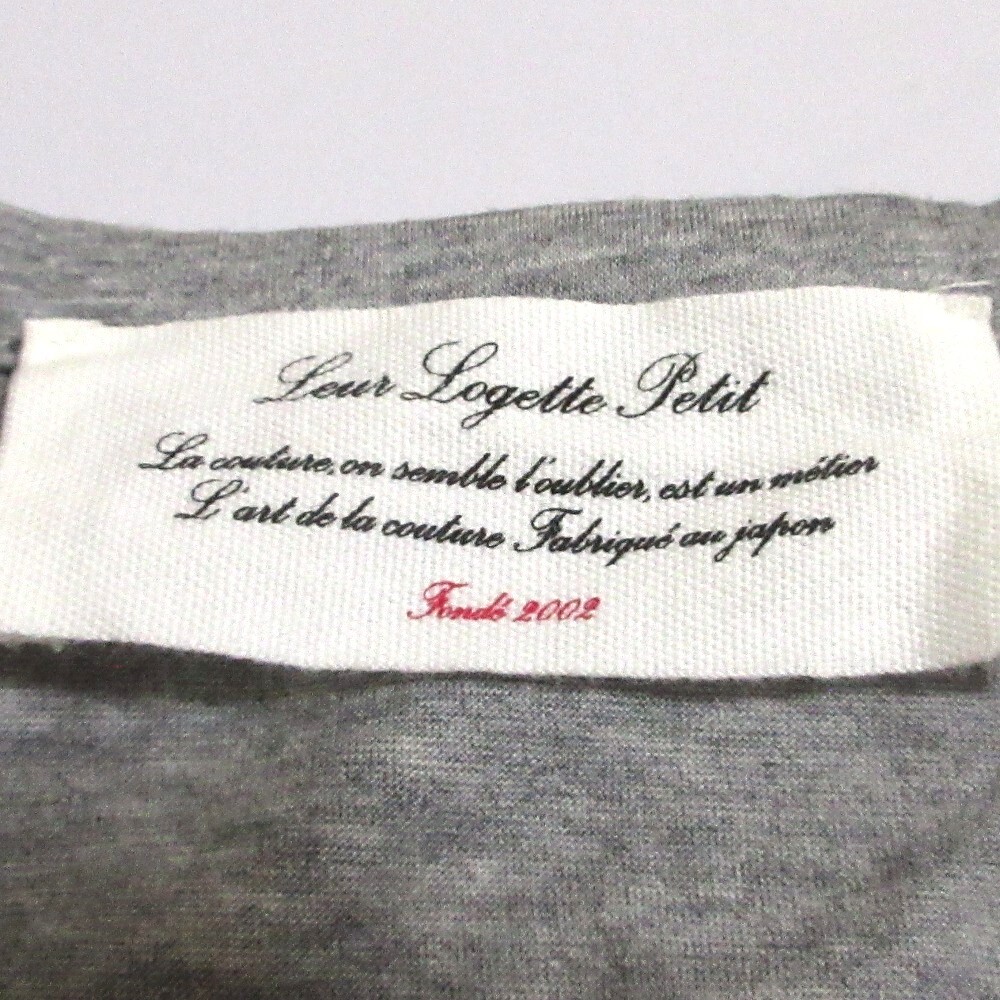 Leur Logette Petit
La couture, on semble l'oublier, est un métier
L'art de la couture Fabriqué au japon
Fondé 2002